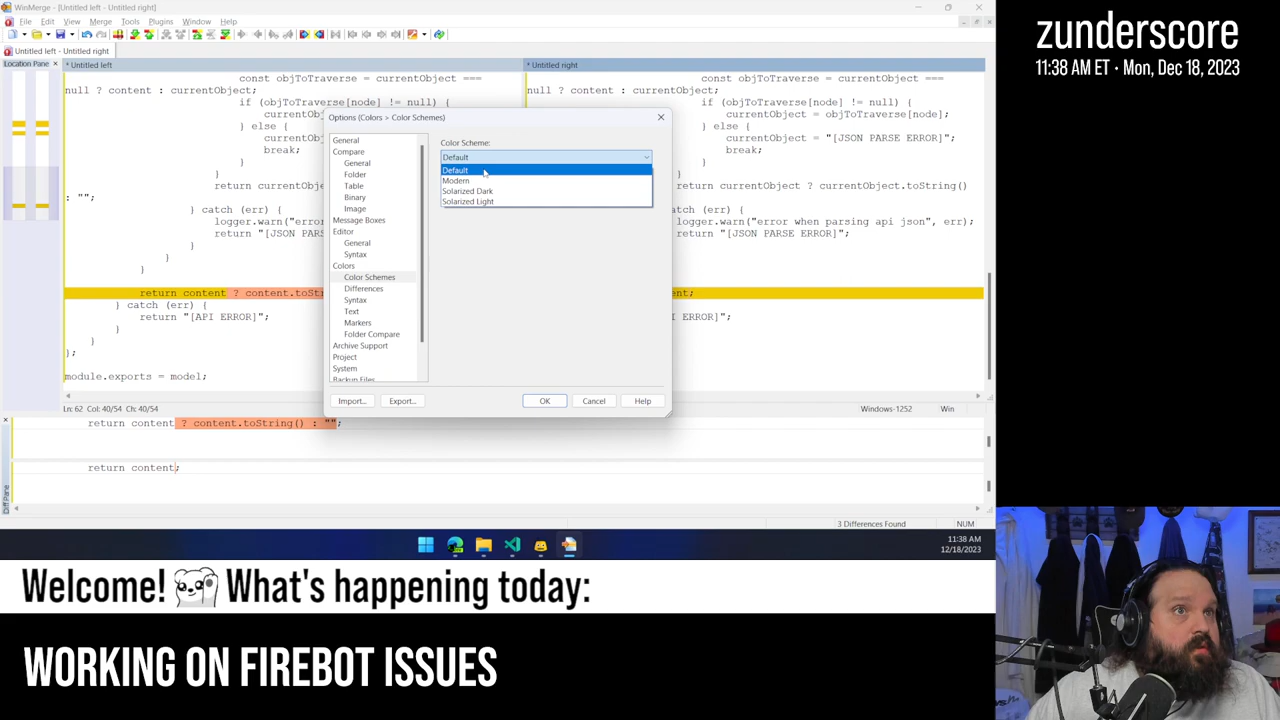 WinMerge - [Untitled left - Untitled right]
File Edit View Merge Tools Plugins Window Help
Untitled left - Untitled right
Location Pane
* Untitled left
* Untitled right
const objToTraverse = currentObject ===
null ? content : currentObject;
if (objToTraverse[node] != null) {
currentObj
} else {
currentObj
break;
}
}
return currentObje
: "";
} catch (err) {
logger.warn("error
return "[JSON PARS
}
}
}
return content ? content.toStr
} catch (err) {
return "[API ERROR]";
}
}
};
module.exports = model;
Ln: 62 Col: 40/54 Ch: 40/54
const objToTraverse = currentObject ===
null ? content : currentObject;
if (objToTraverse[node] != null) {
currentObject = objToTraverse[node];
} else {
currentObject = "[JSON PARSE ERROR]";
break;
}
}
return currentObject ? currentObject.toString()
} catch (err) {
logger.warn("error when parsing api json", err);
return "[JSON PARSE ERROR]";
}
ent;
I ERROR]";
Windows-1252 Win
Options (Colors > Color Schemes)
General
Compare
General
Folder
Table
Binary
Image
Message Boxes
Editor
General
Syntax
Colors
Color Schemes
Differences
Syntax
Text
Markers
Folder Compare
Archive Support
Project
System
Backup Files
Color Scheme:
Default
Default
Modern
Solarized Dark
Solarized Light
Import... Export... OK Cancel Help
return content ? content.toString() : "";
return content;
Diff Pane
3 Differences Found NUM
11:38 AM
12/18/2023
zunderscore
11:38 AM ET • Mon, Dec 18, 2023
Welcome! What's happening today:
WORKING ON FIREBOT ISSUES